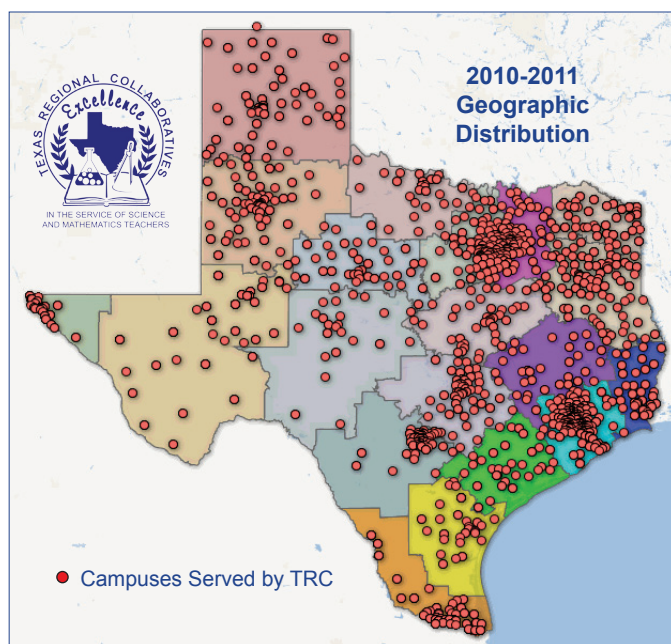 2010-2011
Geographic
Distribution
TEXAS REGIONAL COLLABORATIVES
Excellence
IN THE SERVICE OF SCIENCE
AND MATHEMATICS TEACHERS
Campuses Served by TRC